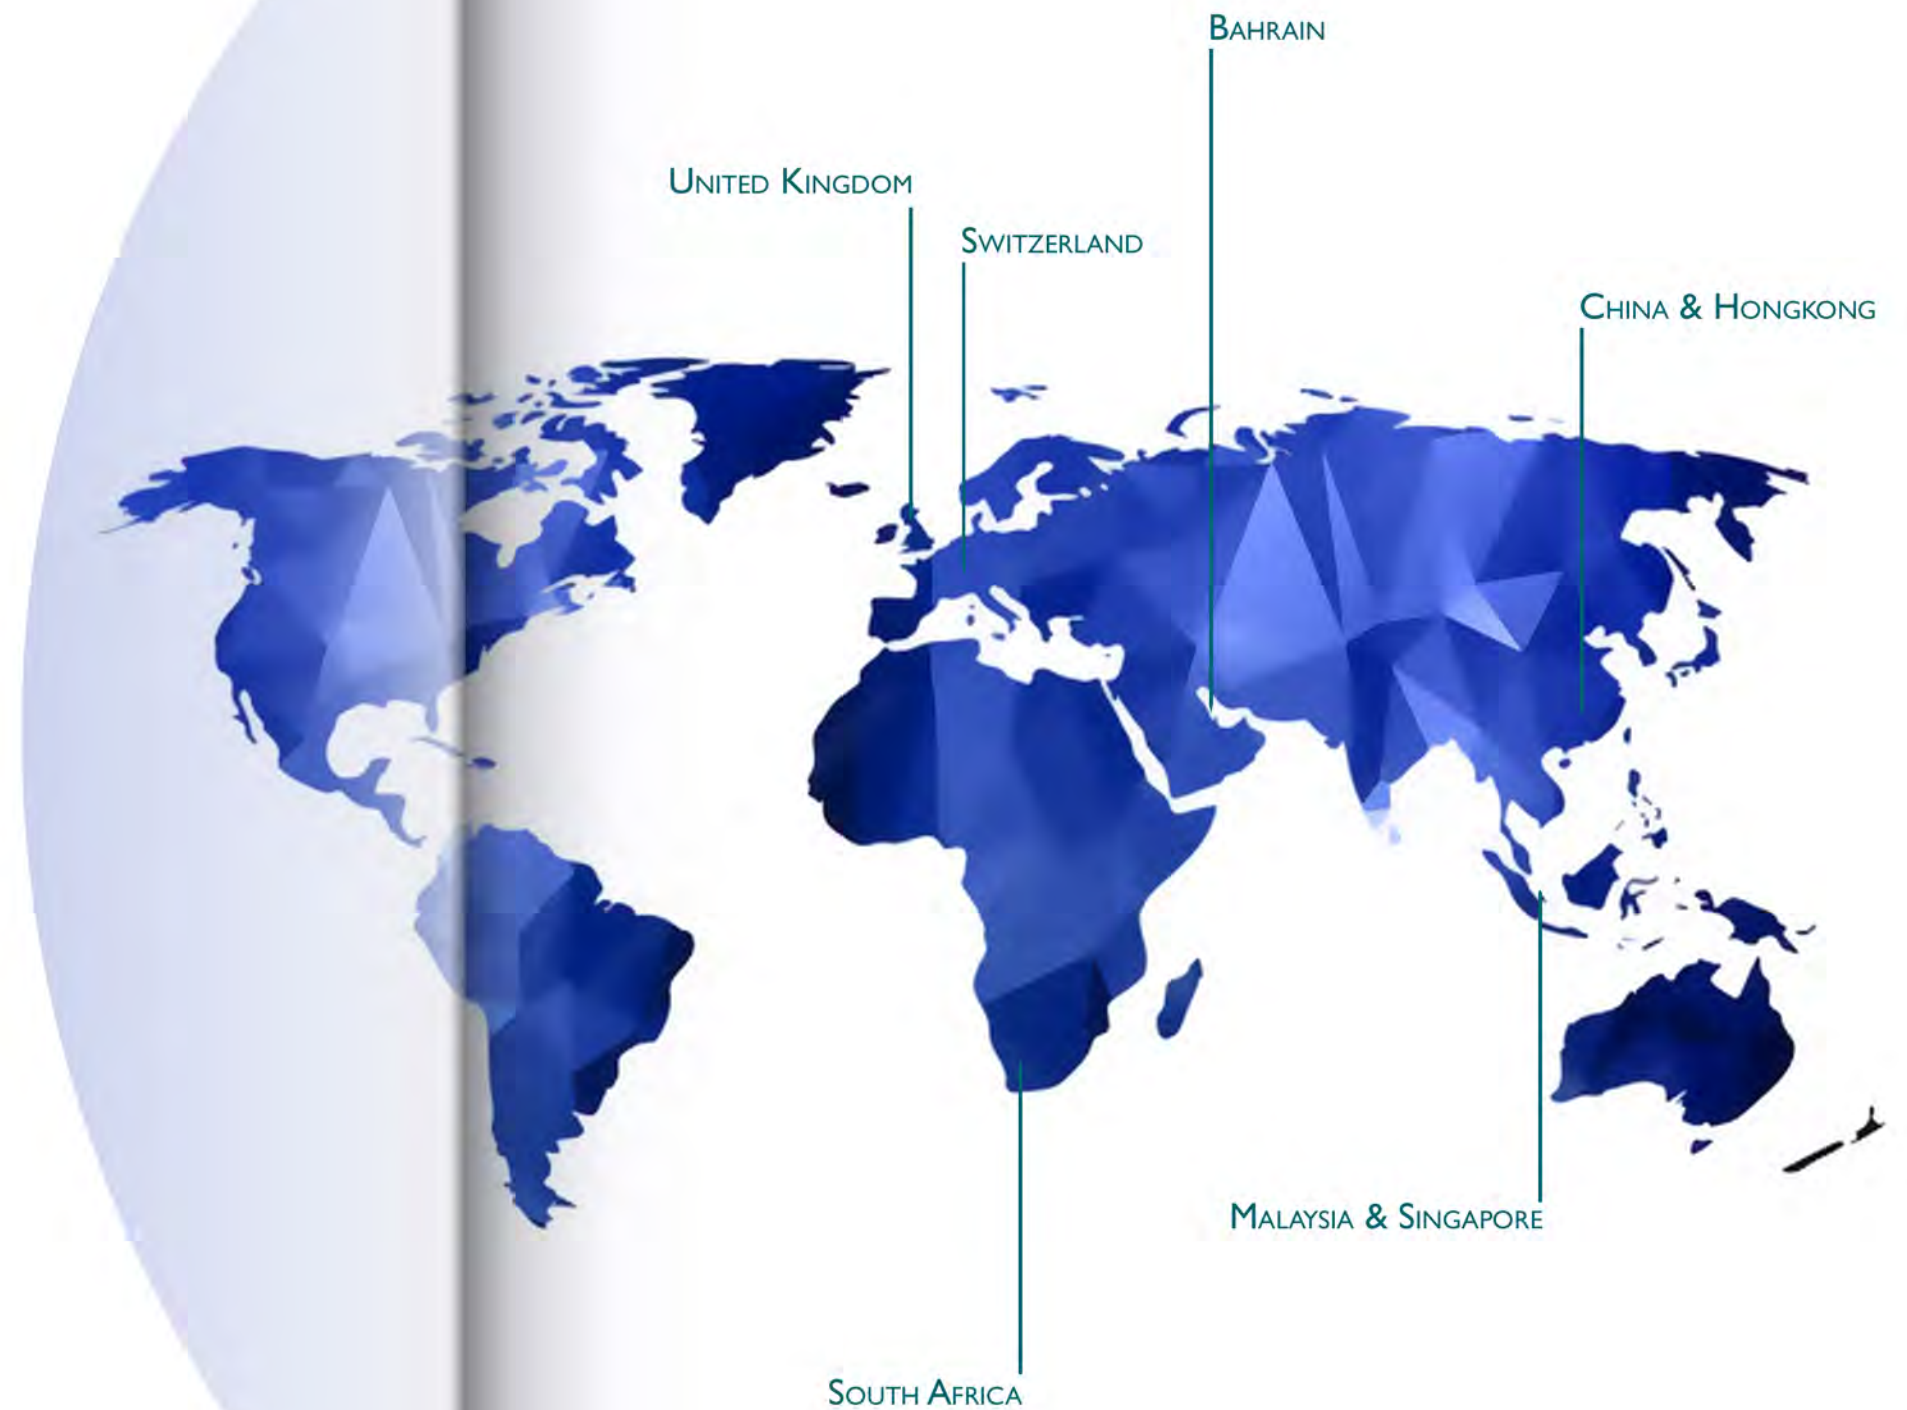 Bahrain
United Kingdom
Switzerland
China & Hongkong
Malaysia & Singapore
South Africa